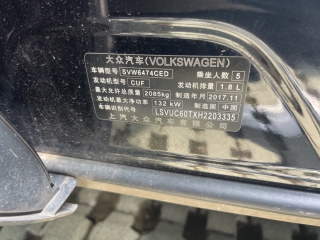 大众汽车(VOLKSWAGEN)
车辆型号 SVW6474CED 乘坐人数 5
发动机型号 CUF 发动机排量 1.8 L
最大允许总质量 2085kg 制造年月 2017.11
发动机最大净功率 132 kW 制造国 中国
LSVUC60TXH2203335
上汽大众汽车有限公司